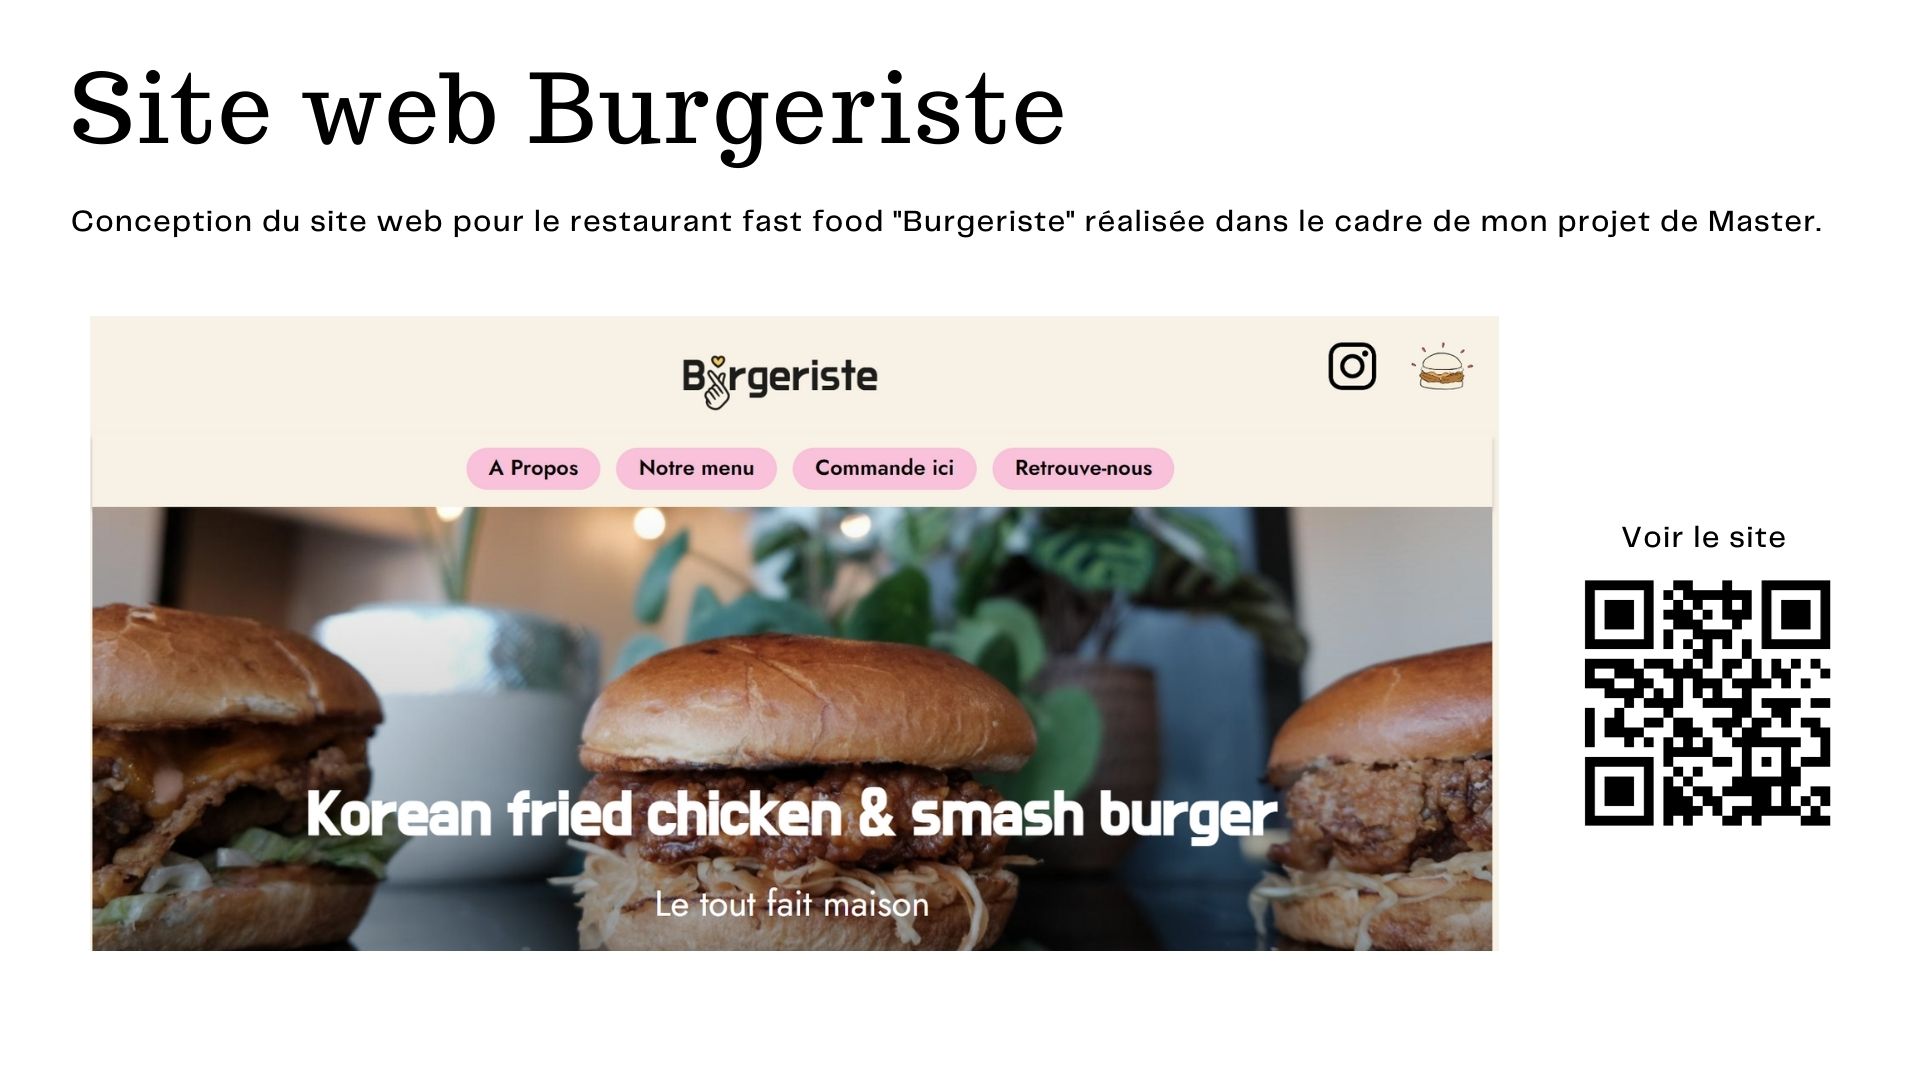 Site web Burgeriste
Conception du site web pour le restaurant fast food "Burgeriste" réalisée dans le cadre de mon projet de Master.
Burgeriste
A Propos
Notre menu
Commande ici
Retrouve-nous
Korean fried chicken & smash burger
Le tout fait maison
Voir le site